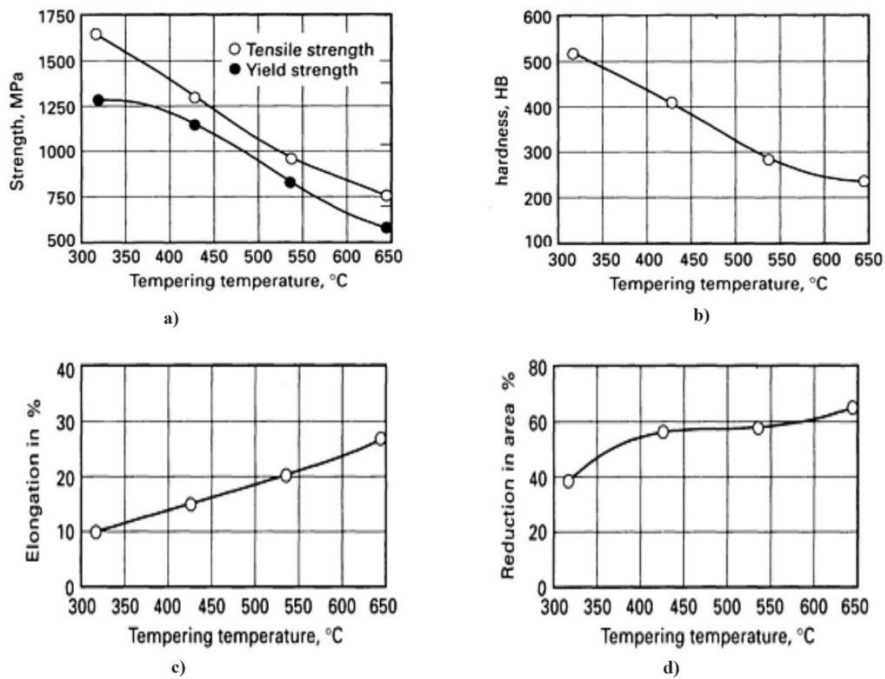 1750
1500
1250
1000
750
500
Strength, MPa
Tensile strength
Yield strength
300 350 400 450 500 550 600 650
Tempering temperature, °C
a)
600
500
400
300
200
100
hardness, HB
300 350 400 450 500 550 600 650
Tempering temperature, °C
b)
40
30
20
10
0
Elongation in %
300 350 400 450 500 550 600 650
Tempering temperature, °C
c)
80
60
40
20
0
Reduction in area %
300 350 400 450 500 550 600 650
Tempering temperature, °C
d)